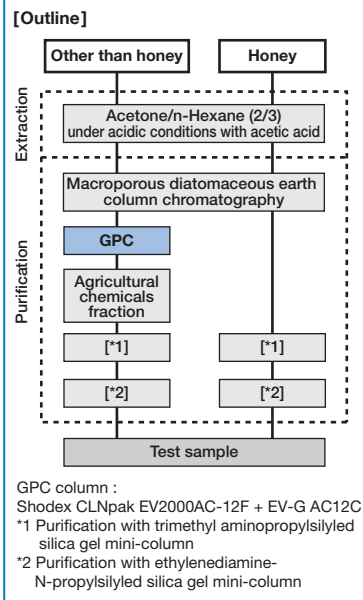 [Outline]
Other than honey
Honey
Extraction
Acetone/n-Hexane (2/3)
under acidic conditions with acetic acid
Purification
Macroporous diatomaceous earth
column chromatography
GPC
Agricultural
chemicals
fraction
[*1]
[*1]
[*2]
[*2]
Test sample
GPC column :
Shodex CLNpak EV2000AC-12F + EV-G AC12C
*1 Purification with trimethyl aminopropylsilyled
silica gel mini-column
*2 Purification with ethylenediamine-
N-propylsilyled silica gel mini-column